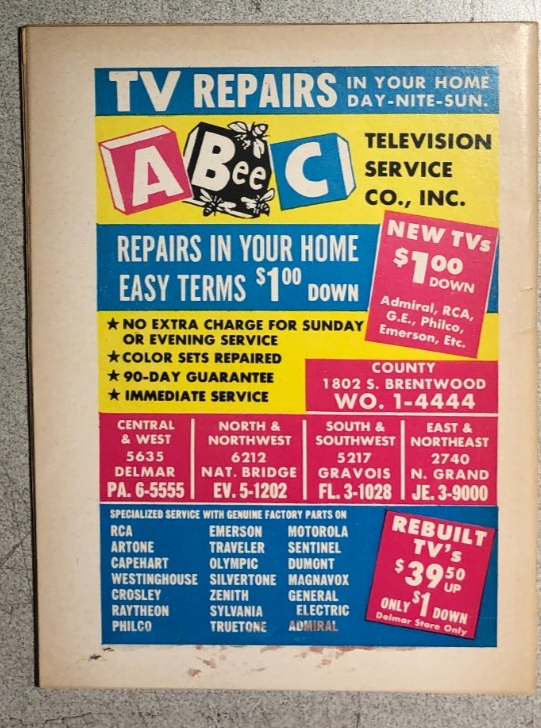 TV REPAIRS IN YOUR HOME
DAY-NITE-SUN.
A Bee C
TELEVISION
SERVICE
CO., INC.
REPAIRS IN YOUR HOME
EASY TERMS $1⁰⁰ DOWN
NEW TVs
$1⁰⁰
DOWN
Admiral, RCA,
G.E., Philco,
Emerson, Etc.
★ NO EXTRA CHARGE FOR SUNDAY
OR EVENING SERVICE
★ COLOR SETS REPAIRED
★ 90-DAY GUARANTEE
★ IMMEDIATE SERVICE
COUNTY
1802 S. BRENTWOOD
WO. 1-4444
CENTRAL
& WEST
5635
DELMAR
PA. 6-5555
NORTH &
NORTHWEST
6212
NAT. BRIDGE
EV. 5-1202
SOUTH &
SOUTHWEST
5217
GRAVOIS
FL. 3-1028
EAST &
NORTHEAST
2740
N. GRAND
JE. 3-9000
SPECIALIZED SERVICE WITH GENUINE FACTORY PARTS ON
RCA
ARTONE
CAPEHART
WESTINGHOUSE
CROSLEY
RAYTHEON
PHILCO
EMERSON
TRAVELER
OLYMPIC
SILVERTONE
ZENITH
SYLVANIA
TRUETONE
MOTOROLA
SENTINEL
DUMONT
MAGNAVOX
GENERAL
ELECTRIC
ADMIRAL
REBUILT
TV's
$39⁵⁰
UP
ONLY $1 DOWN
Delmar Store Only